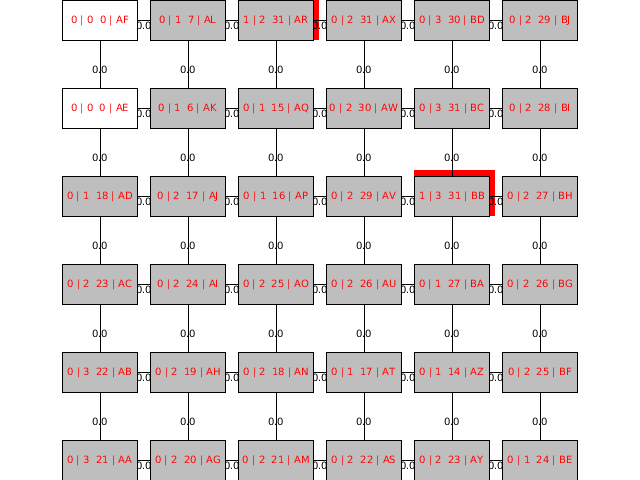 0 | 0 0 | AF 0.0 0 | 1 7 | AL 0.0 1 | 2 31 | AR 0.0 0 | 2 31 | AX 0.0 0 | 3 30 | BD 0.0 0 | 2 29 | BJ
0.0 0.0 0.0 0.0 0.0 0.0
0 | 0 0 | AE 0.0 0 | 1 6 | AK 0.0 0 | 1 15 | AQ 0.0 0 | 2 30 | AW 0.0 0 | 3 31 | BC 0.0 0 | 2 28 | BI
0.0 0.0 0.0 0.0 0.0 0.0
0 | 1 18 | AD 0.0 0 | 2 17 | AJ 0.0 0 | 1 16 | AP 0.0 0 | 2 29 | AV 0.0 1 | 3 31 | BB 0.0 0 | 2 27 | BH
0.0 0.0 0.0 0.0 0.0 0.0
0 | 2 23 | AC 0.0 0 | 2 24 | AI 0.0 0 | 2 25 | AO 0.0 0 | 2 26 | AU 0.0 0 | 1 27 | BA 0.0 0 | 2 26 | BG
0.0 0.0 0.0 0.0 0.0 0.0
0 | 3 22 | AB 0.0 0 | 2 19 | AH 0.0 0 | 2 18 | AN 0.0 0 | 1 17 | AT 0.0 0 | 1 14 | AZ 0.0 0 | 2 25 | BF
0.0 0.0 0.0 0.0 0.0 0.0
0 | 3 21 | AA 0.0 0 | 2 20 | AG 0.0 0 | 2 21 | AM 0.0 0 | 2 22 | AS 0.0 0 | 2 23 | AY 0.0 0 | 1 24 | BE